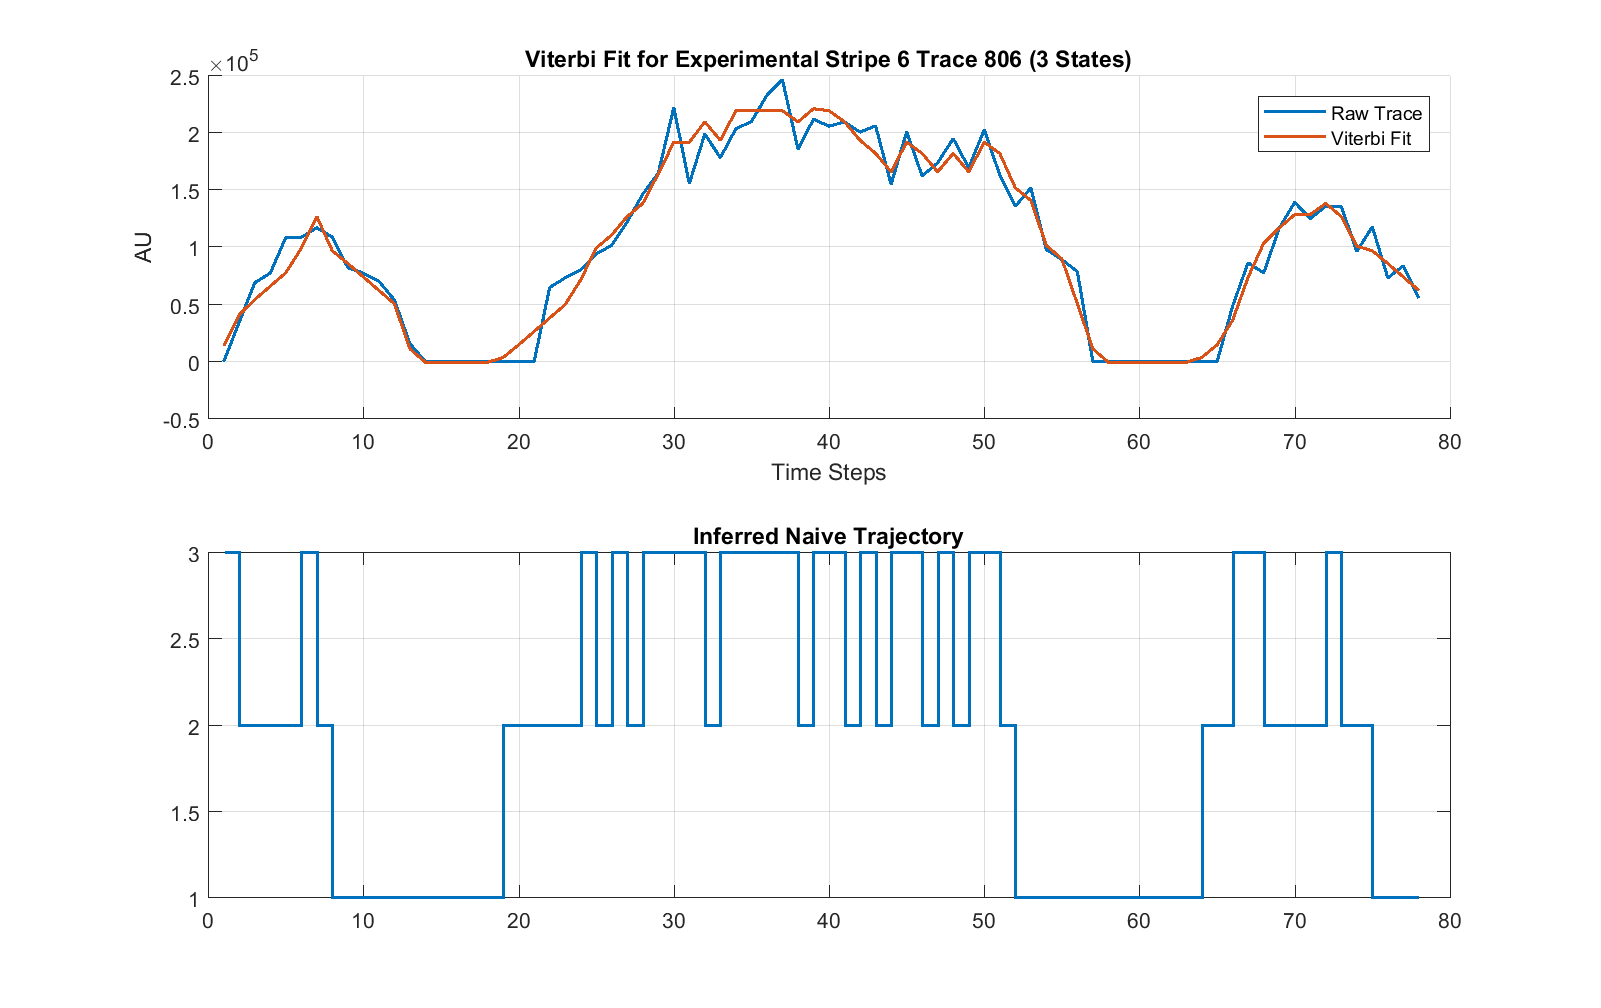 Viterbi Fit for Experimental Stripe 6 Trace 806 (3 States)
×10^5
2.5
2
1.5
1
0.5
0
-0.5
AU
Raw Trace
Viterbi Fit
0 10 20 30 40 50 60 70 80
Time Steps
Inferred Naive Trajectory
3
2.5
2
1.5
1
0 10 20 30 40 50 60 70 80